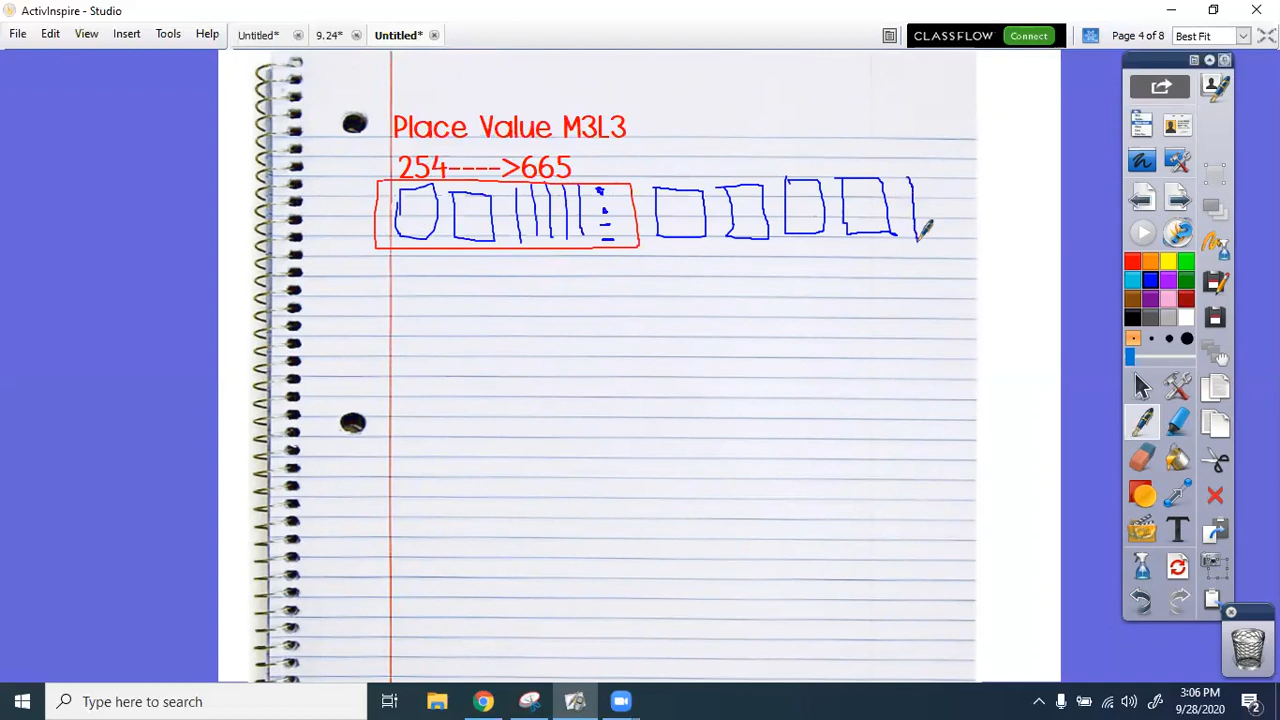 ActivInspire - Studio
File Edit View Insert Tools Help Untitled* 9.24* Untitled* CLASSFLOW Connect Page 4 of 8 Best Fit
Place Value M3L3
254---->665
Type here to search
3:06 PM
9/28/2020
2